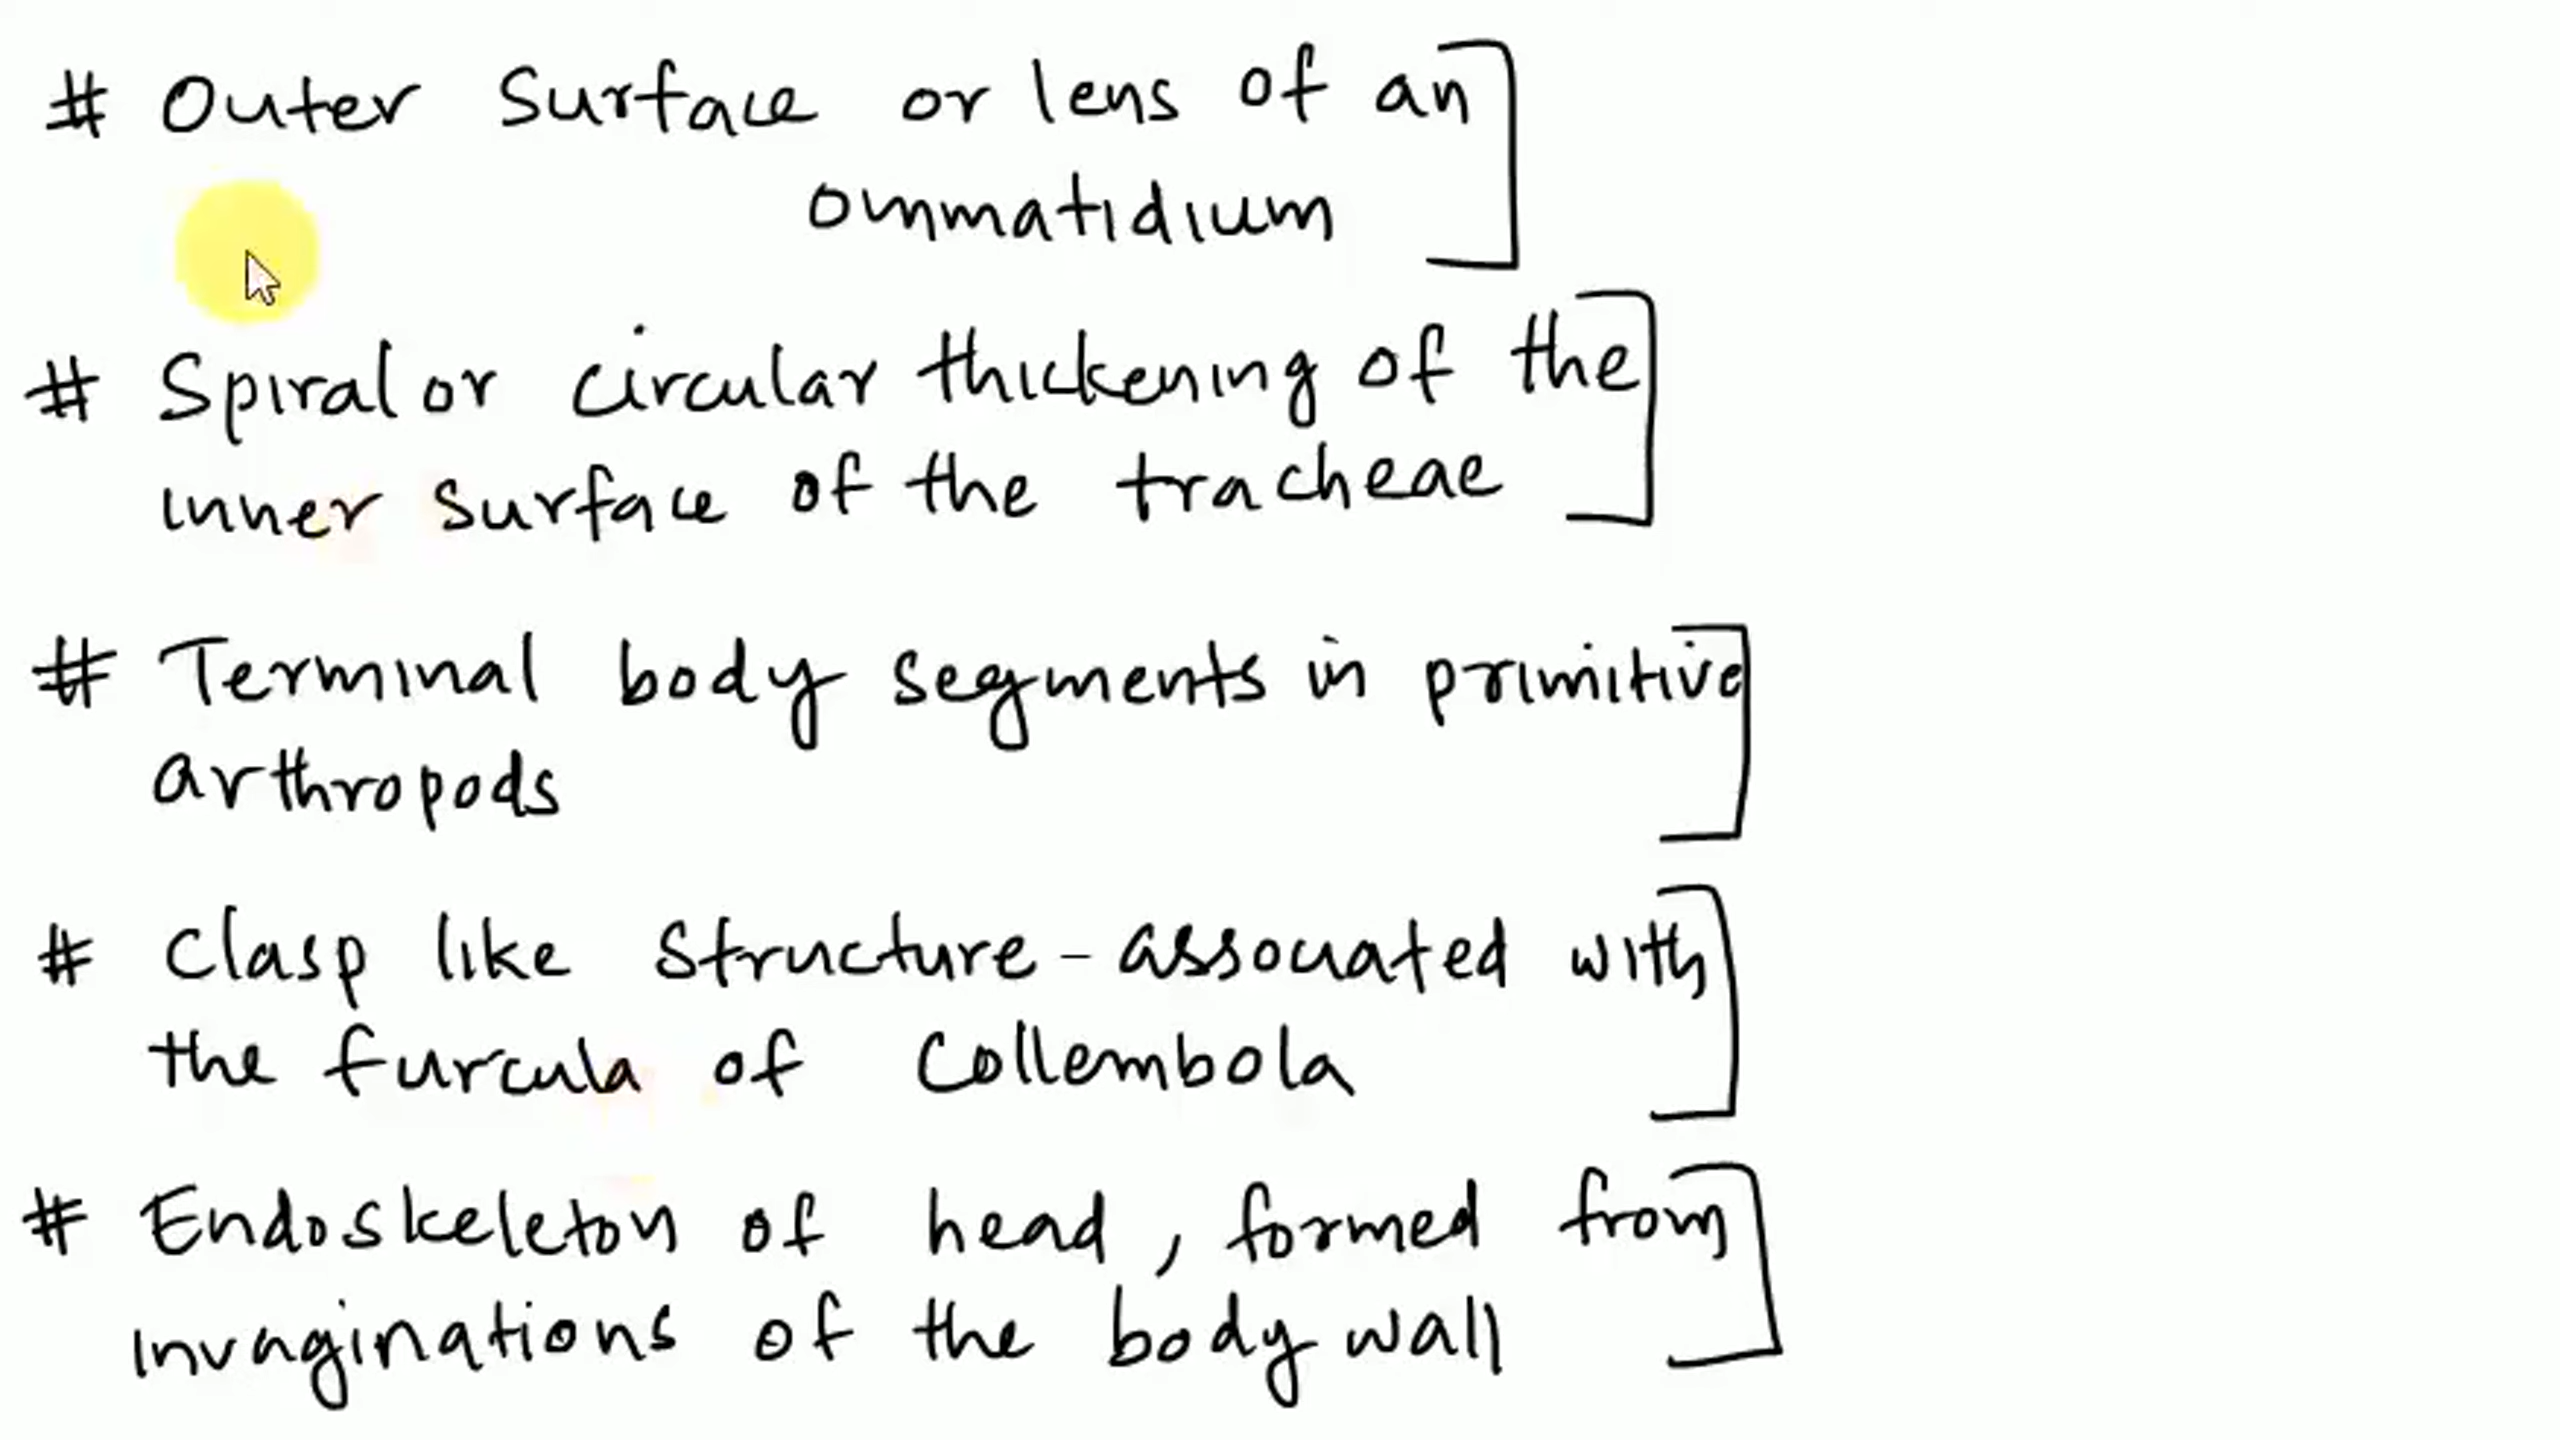 # Outer surface or lens of an
ommatidium
# Spiral or circular thickening of the
inner surface of the tracheae
# Terminal body segments in primitive
arthropods
# Clasp like structure - associated with
the furcula of Collembola
# Endoskeleton of head, formed from
invaginations of the body wall